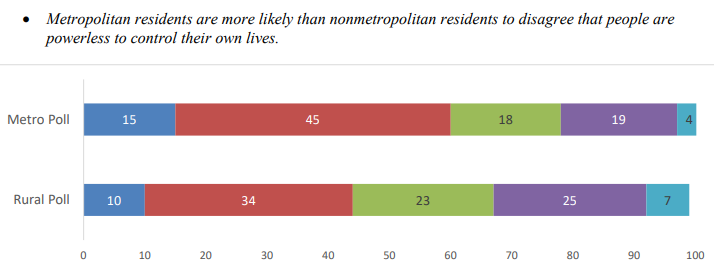 • Metropolitan residents are more likely than nonmetropolitan residents to disagree that people are
powerless to control their own lives.
Metro Poll 15 45 18 19 4
Rural Poll 10 34 23 25 7
0 10 20 30 40 50 60 70 80 90 100